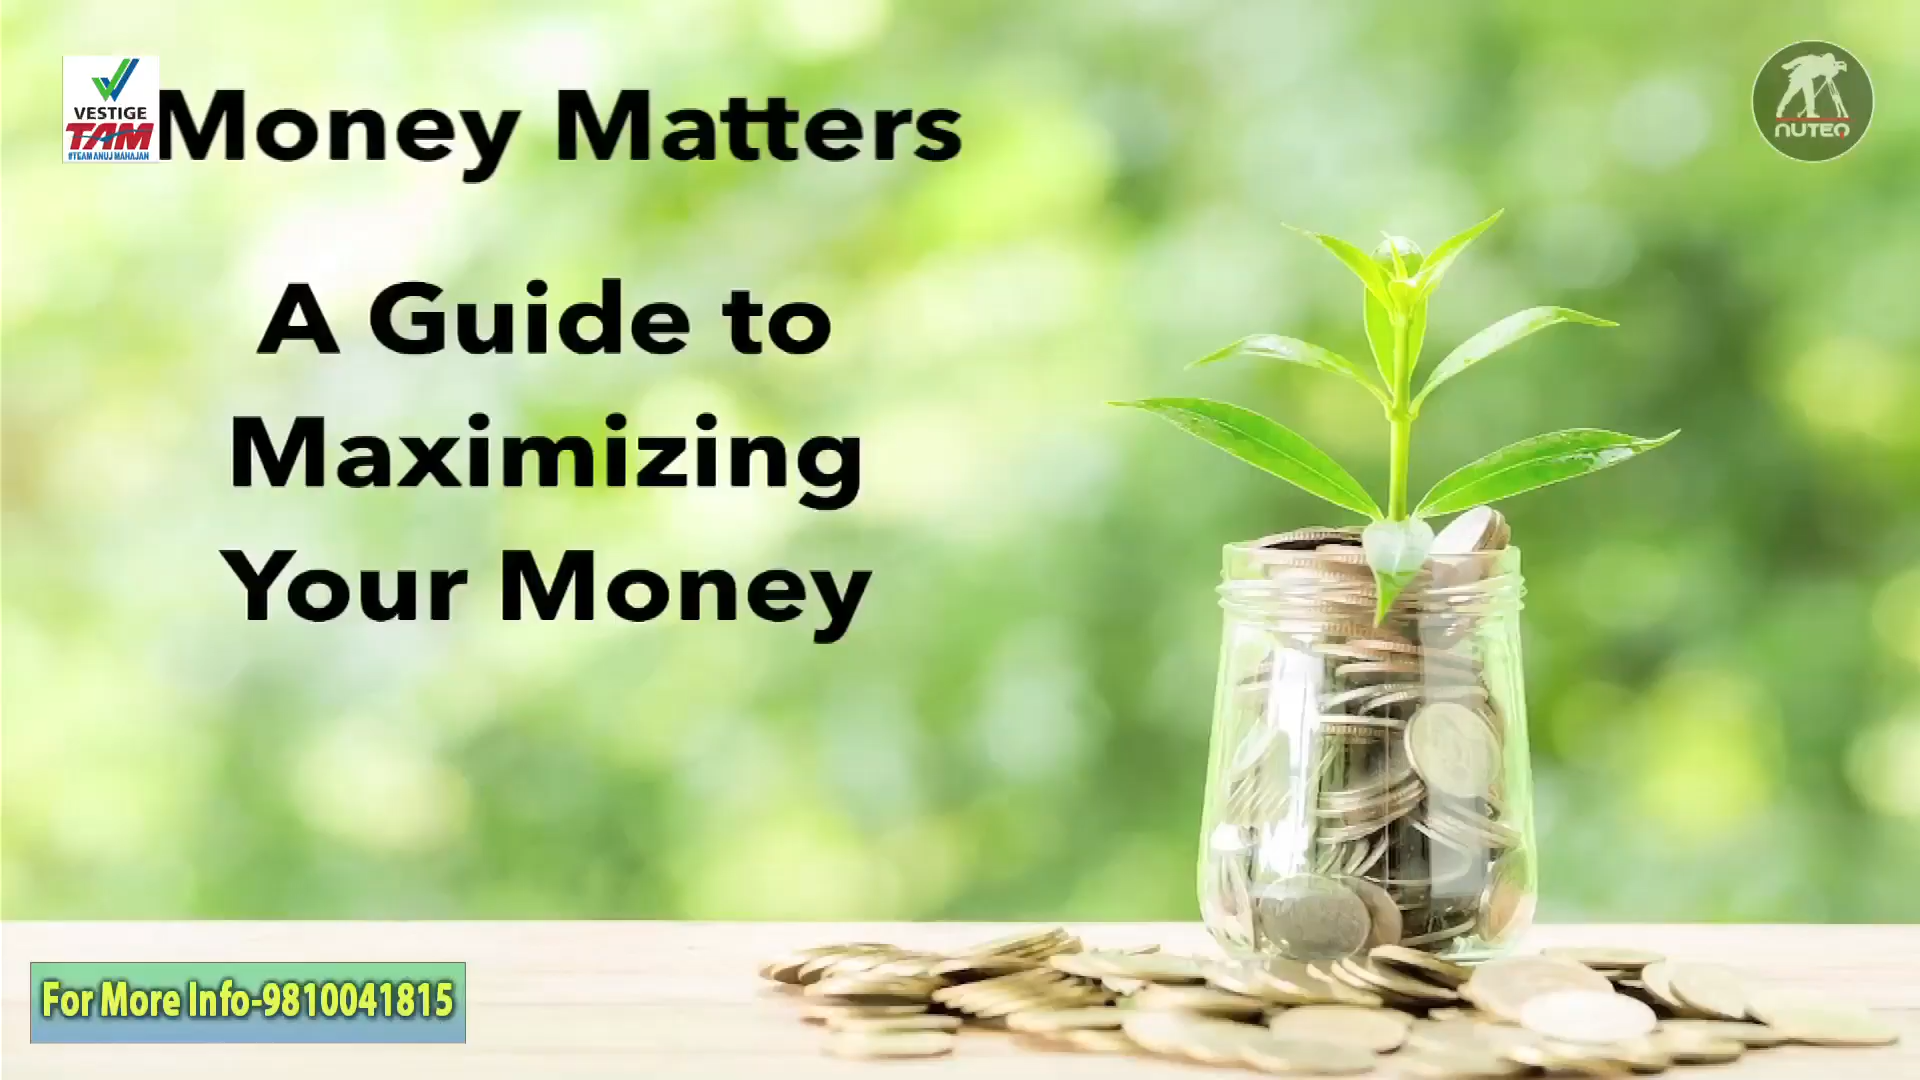 VESTIGE
TAM
#TEAM ANUJ MAHAJAN
Money Matters
NUTEQ
A Guide to
Maximizing
Your Money
For More Info-9810041815